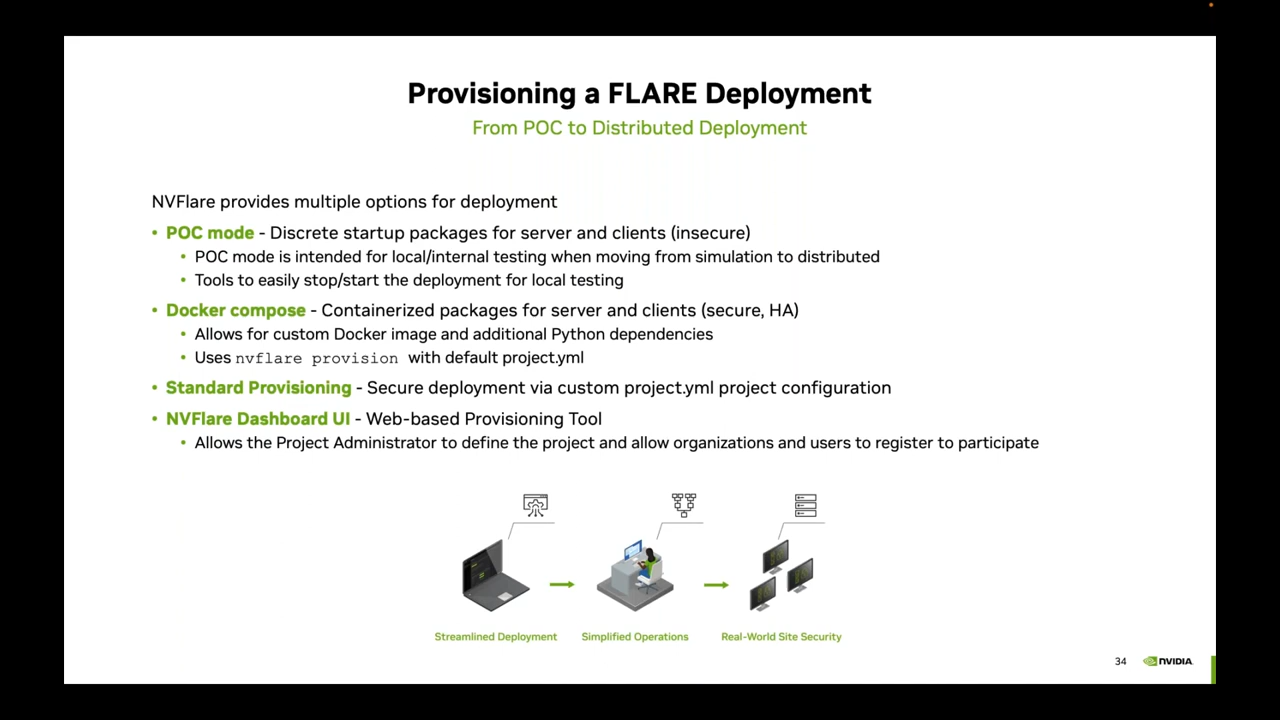 Provisioning a FLARE Deployment
From POC to Distributed Deployment
NVFlare provides multiple options for deployment
• POC mode - Discrete startup packages for server and clients (insecure)
• POC mode is intended for local/internal testing when moving from simulation to distributed
• Tools to easily stop/start the deployment for local testing
• Docker compose - Containerized packages for server and clients (secure, HA)
• Allows for custom Docker image and additional Python dependencies
• Uses nvflare provision with default project.yml
• Standard Provisioning - Secure deployment via custom project.yml project configuration
• NVFlare Dashboard UI - Web-based Provisioning Tool
• Allows the Project Administrator to define the project and allow organizations and users to register to participate
Streamlined Deployment Simplified Operations Real-World Site Security
34 NVIDIA